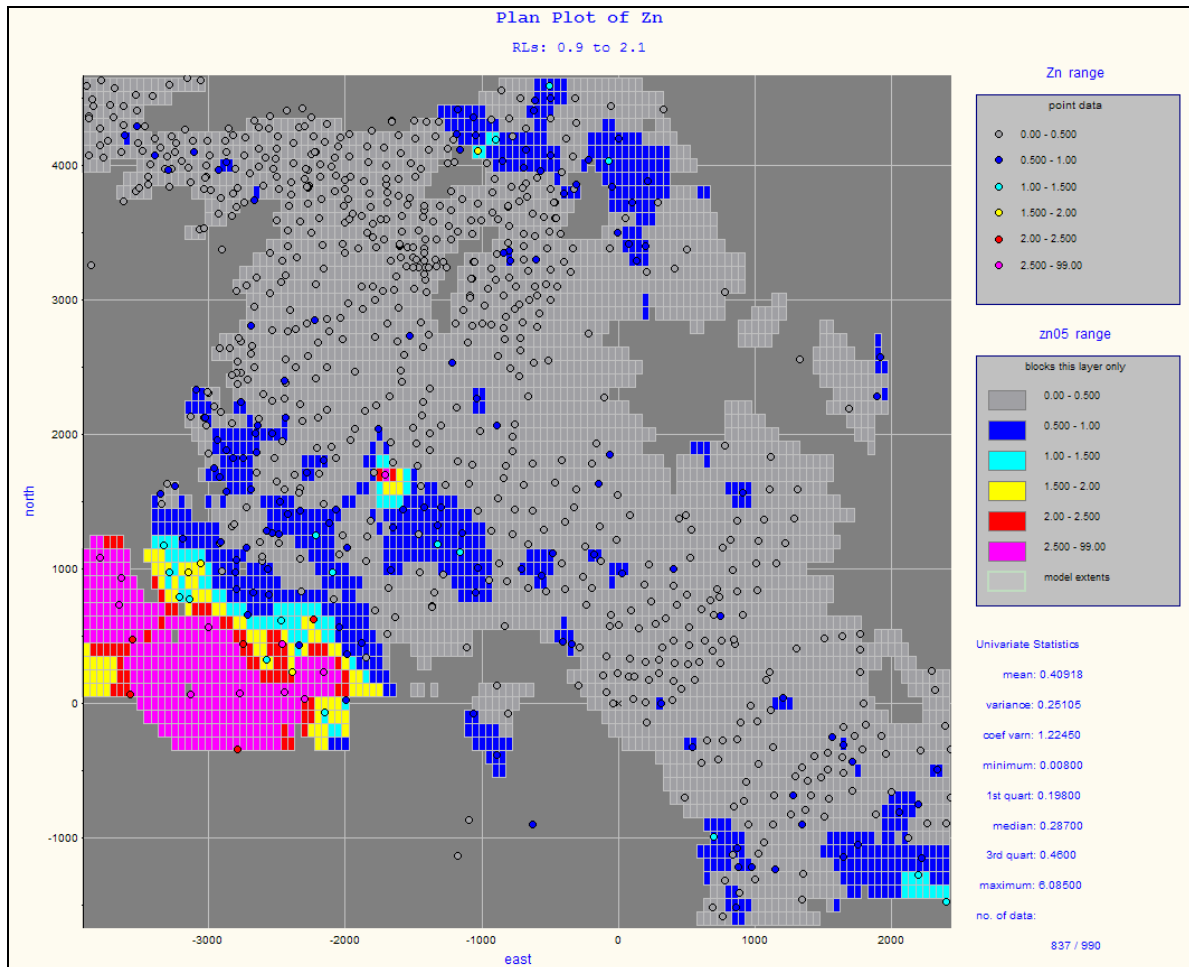 Plan Plot of Zn
RLs: 0.9 to 2.1
Zn range
point data
0.00 - 0.500
0.500 - 1.00
1.00 - 1.500
1.500 - 2.00
2.00 - 2.500
2.500 - 99.00
zn05 range
blooks this layer only
0.00 - 0.500
0.500 - 1.00
1.00 - 1.500
1.500 - 2.00
2.00 - 2.500
2.500 - 99.00
model extents
Univariate Statistics
mean: 0.40918
variance: 0.25105
coef varn: 1.22450
minimum: 0.00800
1st quart: 0.19800
median: 0.28700
3rd quart: 0.4600
maximum: 6.08500
no. of data:
837 / 990
north
4000
3000
2000
1000
0
-1000
-3000
-2000
-1000
0
1000
2000
east